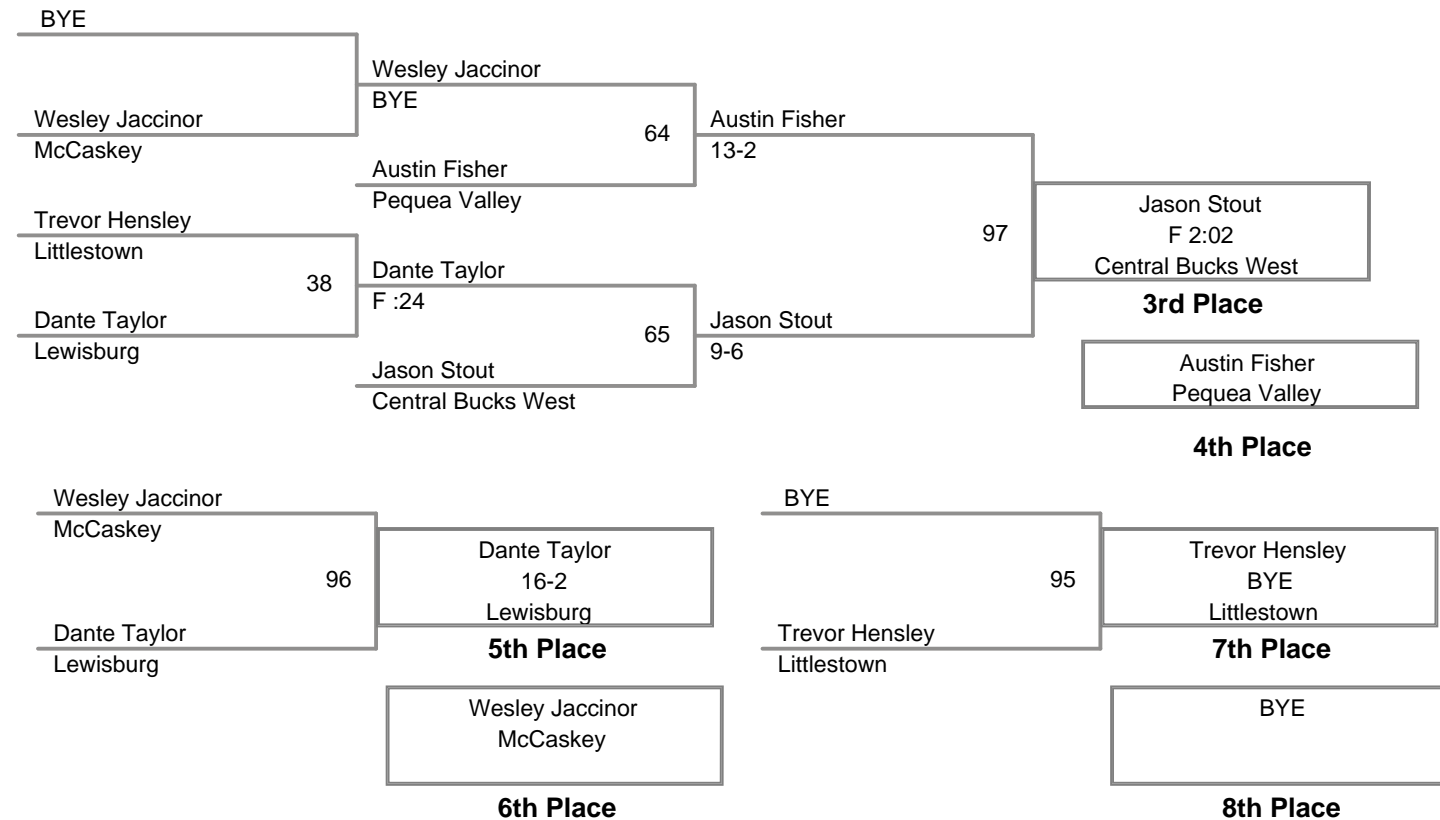 BYE
Wesley Jaccinor
BYE
Wesley Jaccinor
McCaskey
64
Austin Fisher
13-2
Austin Fisher
Pequea Valley
Trevor Hensley
Littlestown
97
Jason Stout
F 2:02
Central Bucks West
3rd Place
38
Dante Taylor
F :24
Dante Taylor
Lewisburg
65
Jason Stout
9-6
Jason Stout
Central Bucks West
Austin Fisher
Pequea Valley
4th Place
Wesley Jaccinor
McCaskey
96
Dante Taylor
16-2
Lewisburg
5th Place
Dante Taylor
Lewisburg
Wesley Jaccinor
McCaskey
6th Place
BYE
95
Trevor Hensley
BYE
Littlestown
7th Place
Trevor Hensley
Littlestown
BYE
8th Place